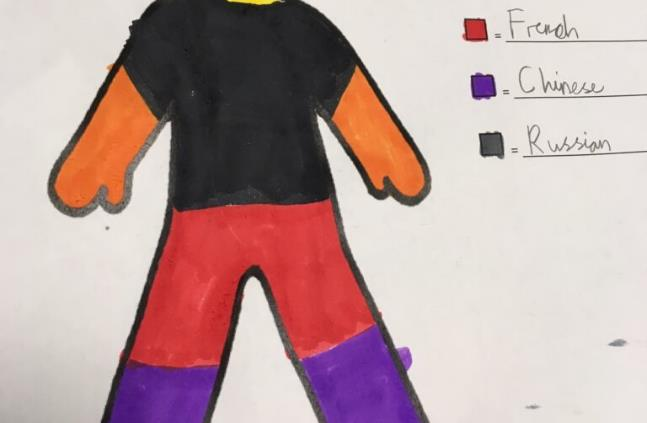 = French
= Chinese
= Russian